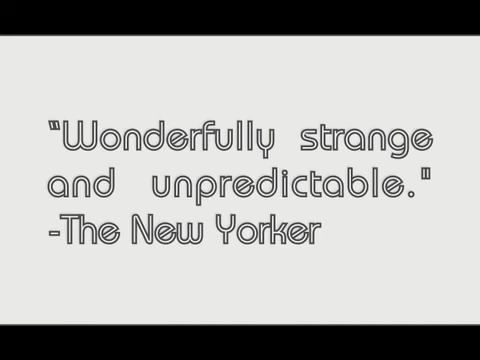 “Wonderfully strange
and unpredictable."
-The New Yorker